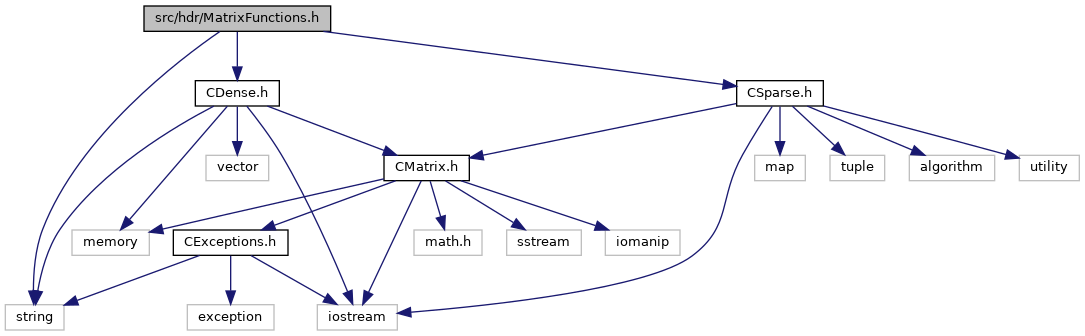 src/hdr/MatrixFunctions.h
CDense.h
CSparse.h
vector
CMatrix.h
map
tuple
algorithm
utility
memory
CExceptions.h
math.h
sstream
iomanip
string
exception
iostream